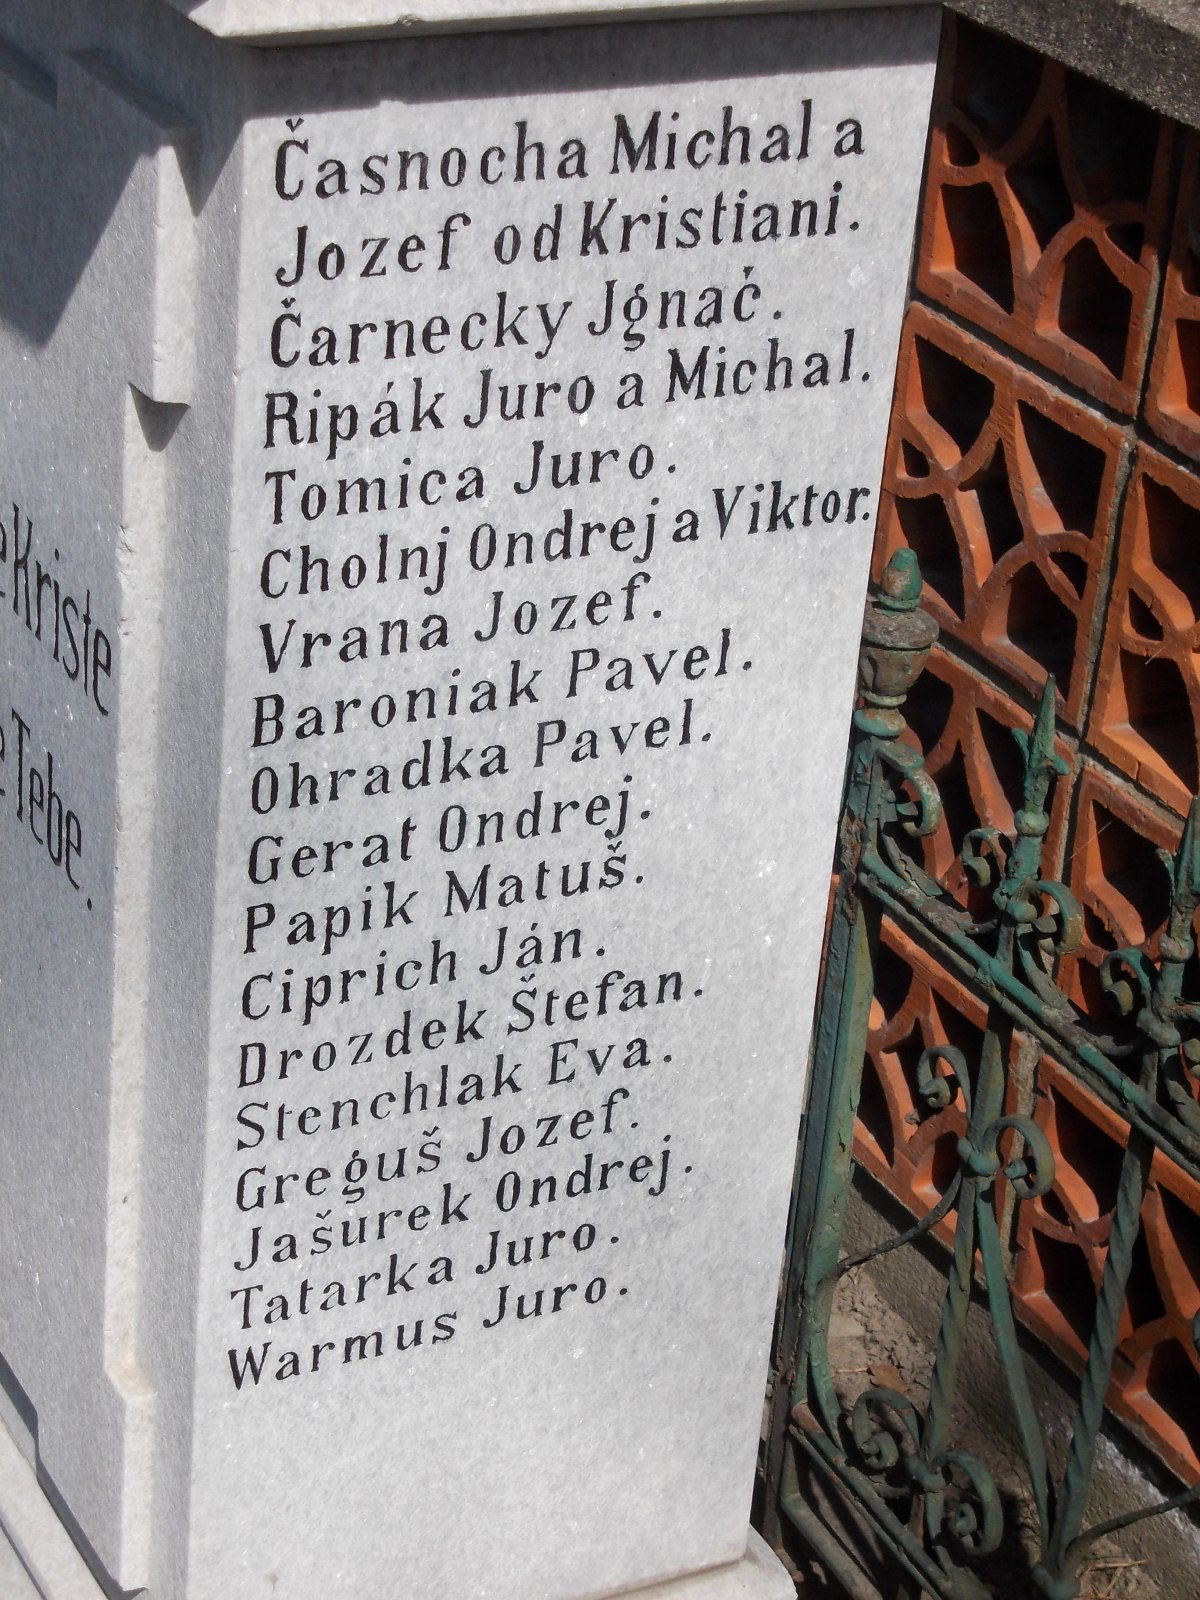 Kriste
Tebe.
Časnocha Michal a
Jozef od Kristiani.
Čarnecky Jgnač.
Ripák Juro a Michal.
Tomica Juro.
Cholnj Ondrej a Viktor.
Vrana Jozef.
Baroniak Pavel.
Ohradka Pavel.
Gerat Ondrej.
Papik Matuš.
Ciprich Ján.
Drozdek Štefan.
Stenchlak Eva.
Greguš Jozef.
Jašurek Ondrej.
Tatarka Juro.
Warmus Juro.